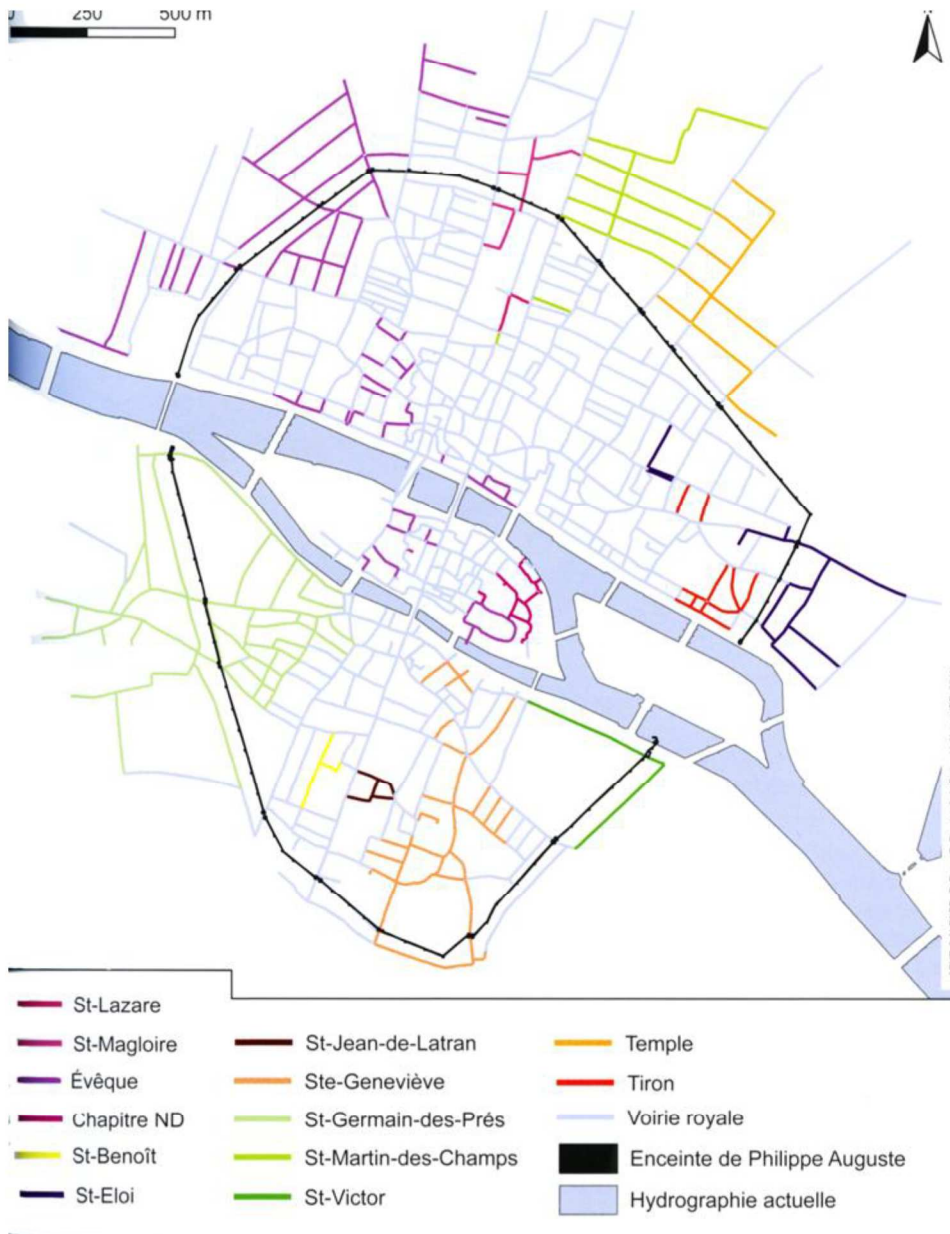 0 250 500 m
N
St-Lazare
St-Magloire
Évêque
Chapitre ND
St-Benoît
St-Eloi
St-Jean-de-Latran
Ste-Geneviève
St-Germain-des-Prés
St-Martin-des-Champs
St-Victor
Temple
Tiron
Voirie royale
Enceinte de Philippe Auguste
Hydrographie actuelle